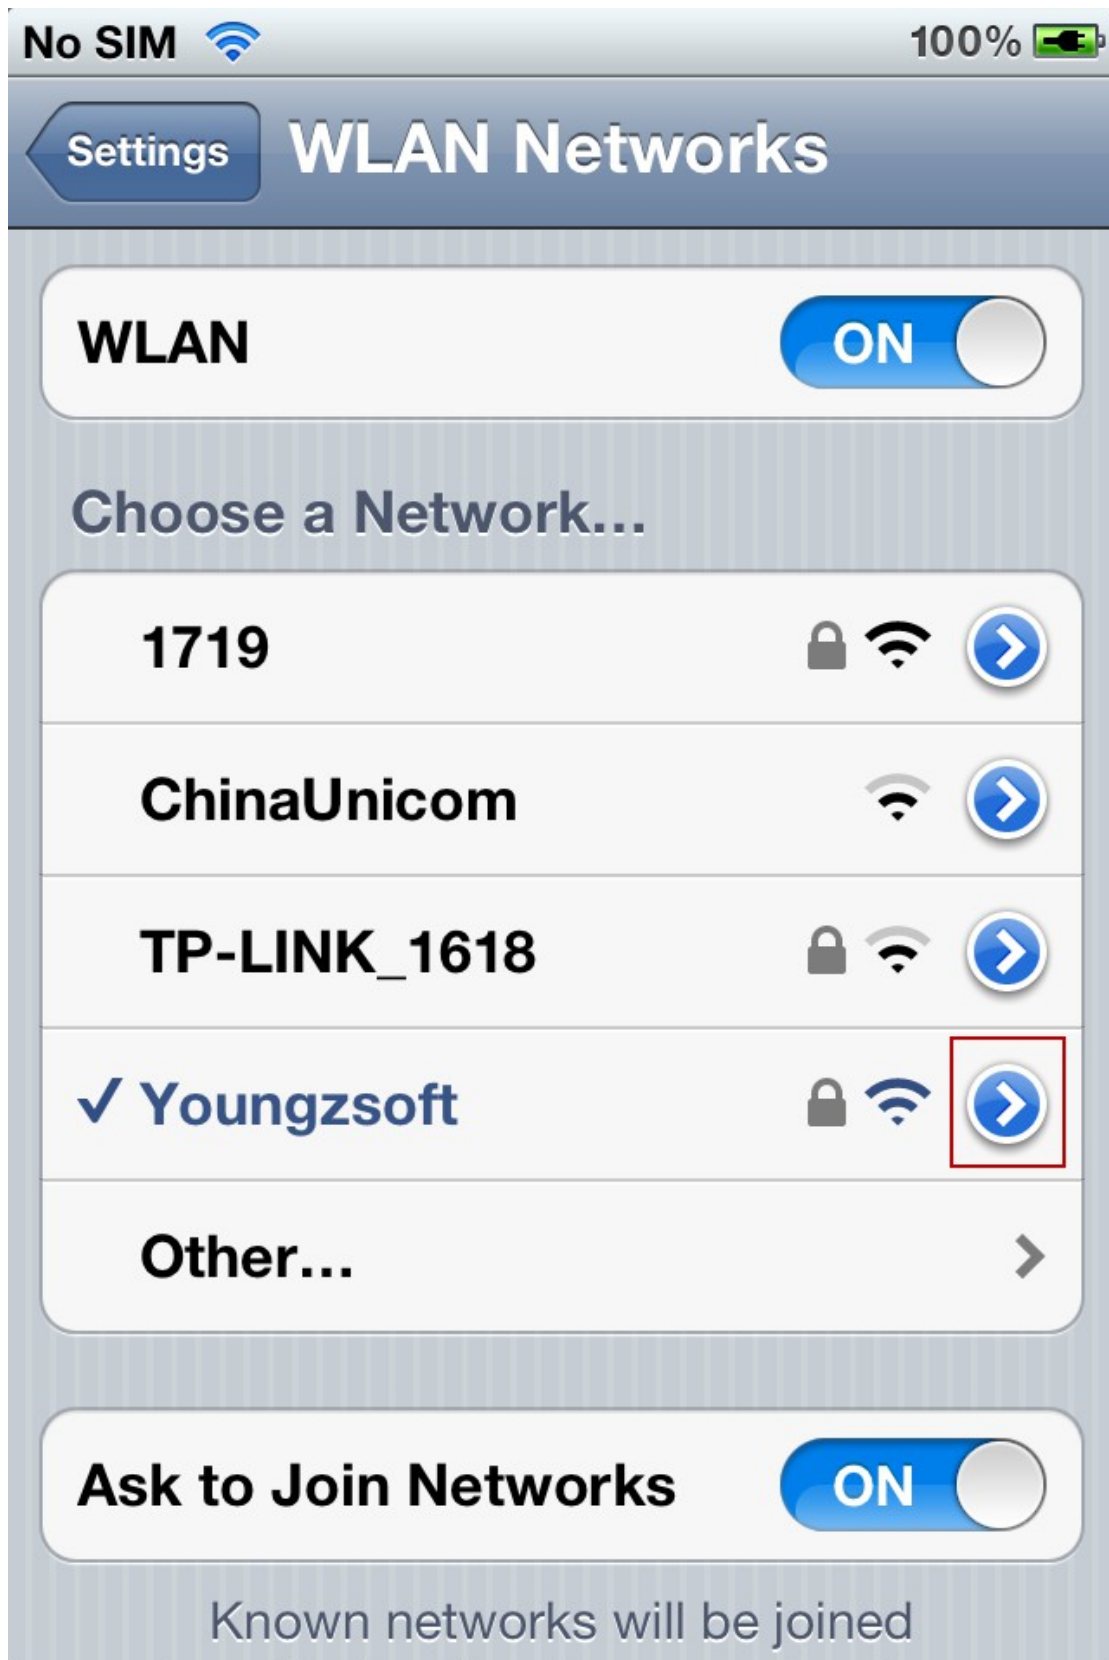 No SIM 100%
Settings WLAN Networks
WLAN ON
Choose a Network...
1719
ChinaUnicom
TP-LINK_1618
✓ Youngzsoft
Other...
Ask to Join Networks ON
Known networks will be joined